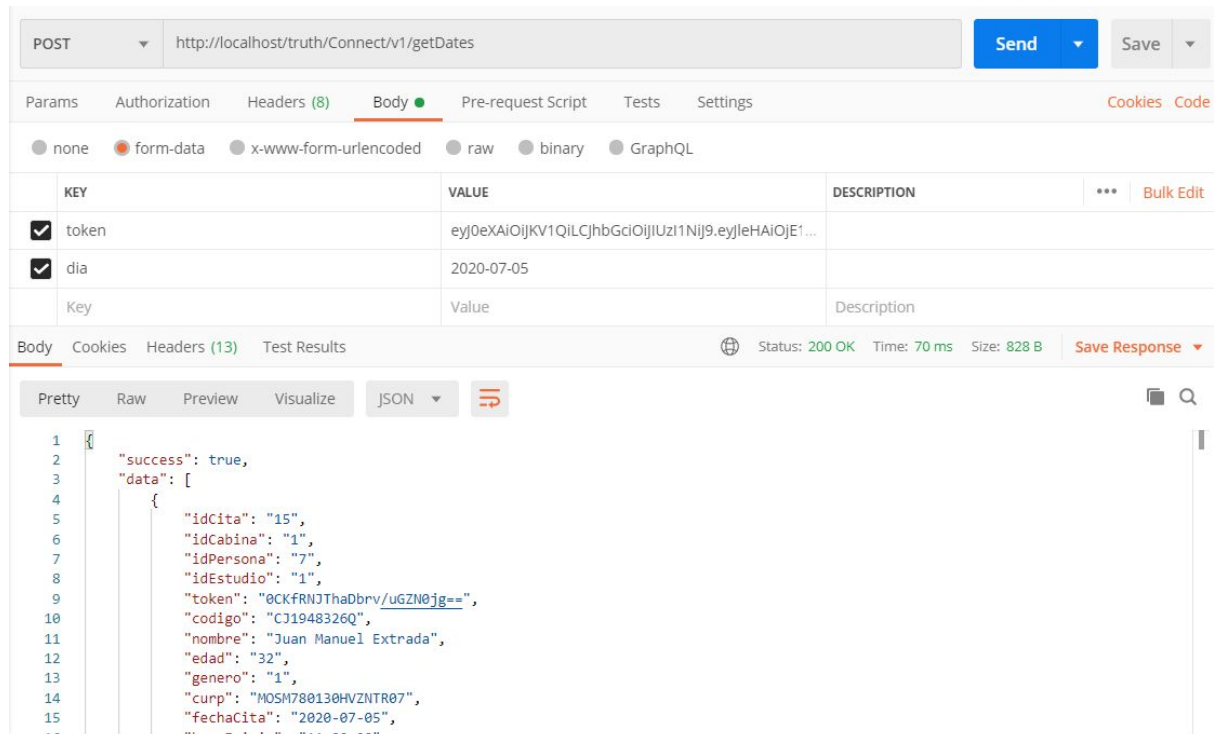 POST http://localhost/truth/Connect/v1/getDates Send Save
Params Authorization Headers (8) Body Pre-request Script Tests Settings Cookies Code
none form-data x-www-form-urlencoded raw binary GraphQL
KEY VALUE DESCRIPTION ••• Bulk Edit
token eyJ0eXAiOiJKV1QiLCJhbGciOiJIUzI1NiJ9.eyJleHAiOjE1...
dia 2020-07-05
Key Value Description
Body Cookies Headers (13) Test Results Status: 200 OK Time: 70 ms Size: 828 B Save Response
Pretty Raw Preview Visualize JSON
1 {
2 "success": true,
3 "data": [
4 {
5 "idCita": "15",
6 "idCabina": "1",
7 "idPersona": "7",
8 "idEstudio": "1",
9 "token": "0CKfRNJThaDbrv/uGZN0jg==",
10 "codigo": "CJ1948326Q",
11 "nombre": "Juan Manuel Extrada",
12 "edad": "32",
13 "genero": "1",
14 "curp": "MOSM780130HVZNTR07",
15 "fechaCita": "2020-07-05",